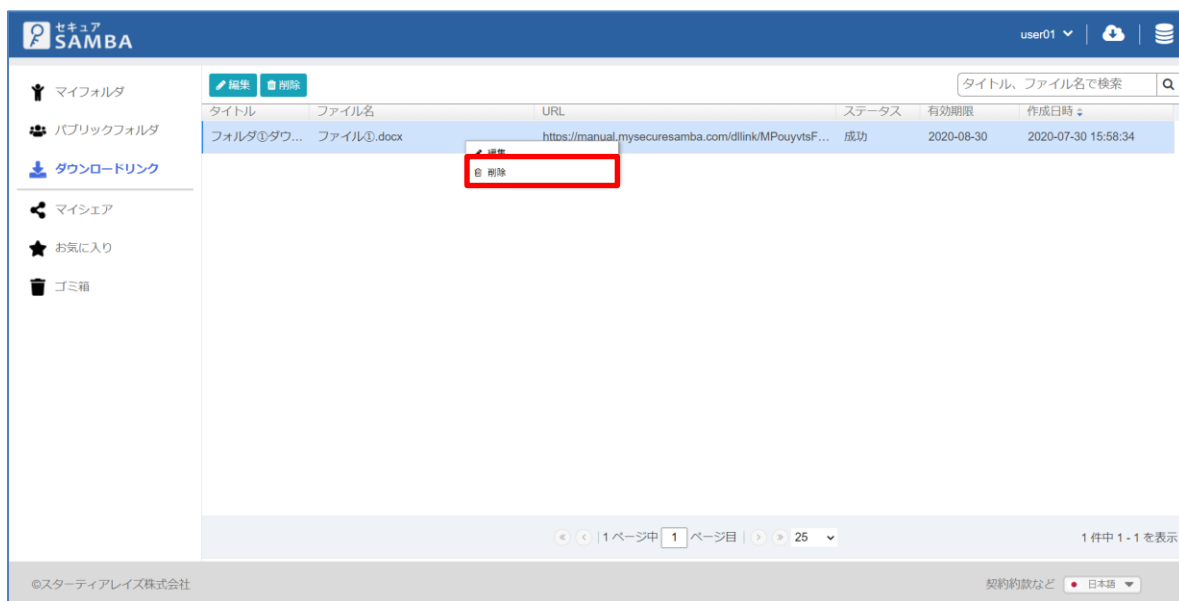 セキュア
SAMBA
user01
マイフォルダ
パブリックフォルダ
ダウンロードリンク
マイシェア
お気に入り
ゴミ箱
編集 削除
タイトル、ファイル名で検索
タイトル ファイル名 URL ステータス 有効期限 作成日時
フォルダ①ダウ... ファイル①.docx https://manual.mysecuresamba.com/dllink/MPouyvtsF... 成功 2020-08-30 2020-07-30 15:58:34
編集
削除
1 ページ中 1 ページ目 25
1 件中 1 - 1 を表示
©スターティアレイズ株式会社
契約約款など 日本語